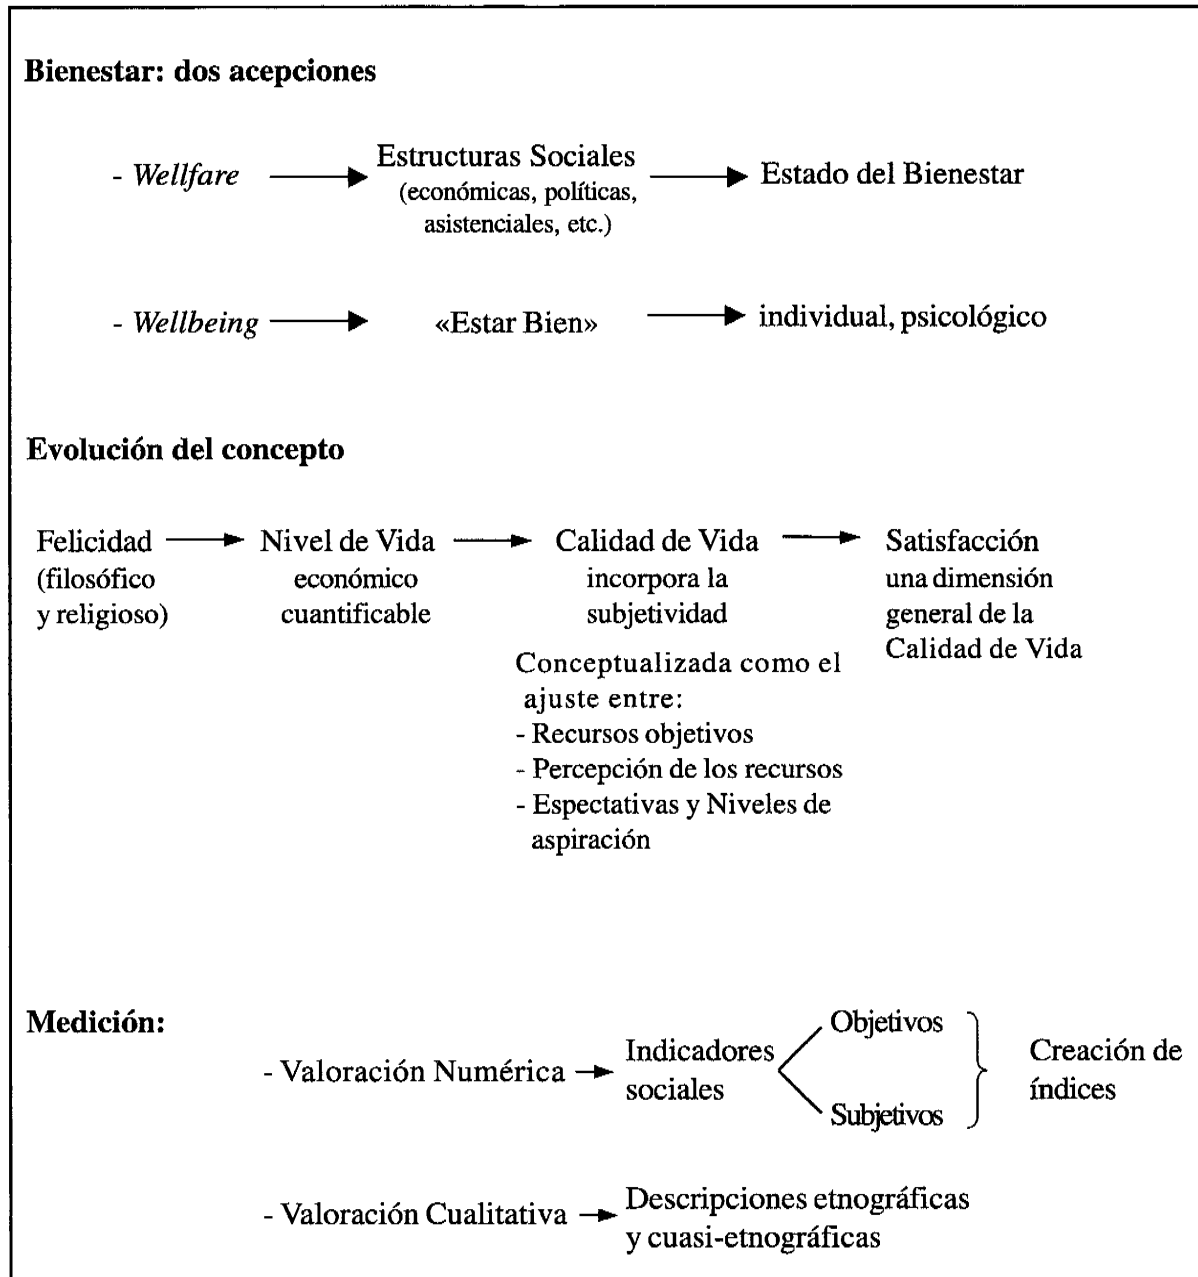 Bienestar: dos acepciones
- Wellfare
Estructuras Sociales
(económicas, políticas,
asistenciales, etc.)
Estado del Bienestar
- Wellbeing
«Estar Bien»
individual, psicológico
Evolución del concepto
Felicidad
(filosófico
y religioso)
Nivel de Vida
económico
cuantificable
Calidad de Vida
incorpora la
subjetividad
Conceptualizada como el
ajuste entre:
- Recursos objetivos
- Percepción de los recursos
- Espectativas y Niveles de
aspiración
Satisfacción
una dimensión
general de la
Calidad de Vida
Medición:
- Valoración Numérica
Indicadores
sociales
Objetivos
Subjetivos
Creación de
índices
- Valoración Cualitativa
Descripciones etnográficas
y cuasi-etnográficas